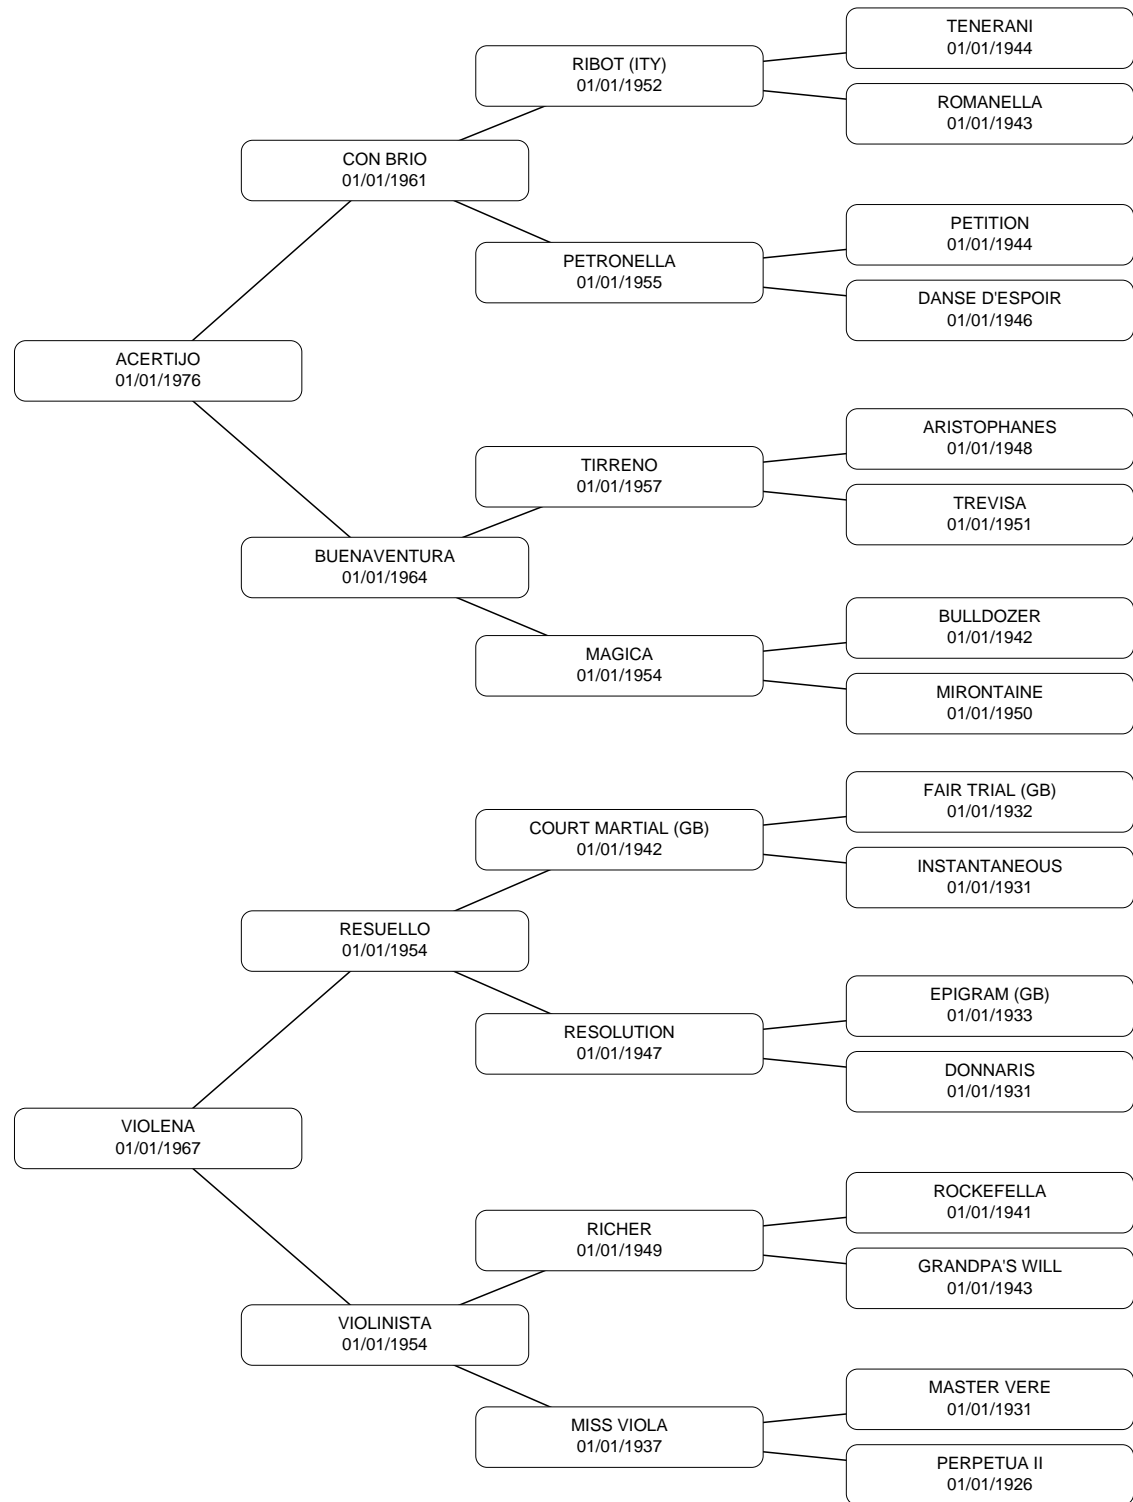 TENERANI
01/01/1944
RIBOT (ITY)
01/01/1952
ROMANELLA
01/01/1943
CON BRIO
01/01/1961
PETITION
01/01/1944
PETRONELLA
01/01/1955
DANSE D'ESPOIR
01/01/1946
ACERTIJO
01/01/1976
ARISTOPHANES
01/01/1948
TIRRENO
01/01/1957
TREVISA
01/01/1951
BUENAVENTURA
01/01/1964
BULLDOZER
01/01/1942
MAGICA
01/01/1954
MIRONTAINE
01/01/1950
FAIR TRIAL (GB)
01/01/1932
COURT MARTIAL (GB)
01/01/1942
INSTANTANEOUS
01/01/1931
RESUELLO
01/01/1954
EPIGRAM (GB)
01/01/1933
RESOLUTION
01/01/1947
DONNARIS
01/01/1931
VIOLENA
01/01/1967
ROCKEFELLA
01/01/1941
RICHER
01/01/1949
GRANDPA'S WILL
01/01/1943
VIOLINISTA
01/01/1954
MASTER VERE
01/01/1931
MISS VIOLA
01/01/1937
PERPETUA II
01/01/1926